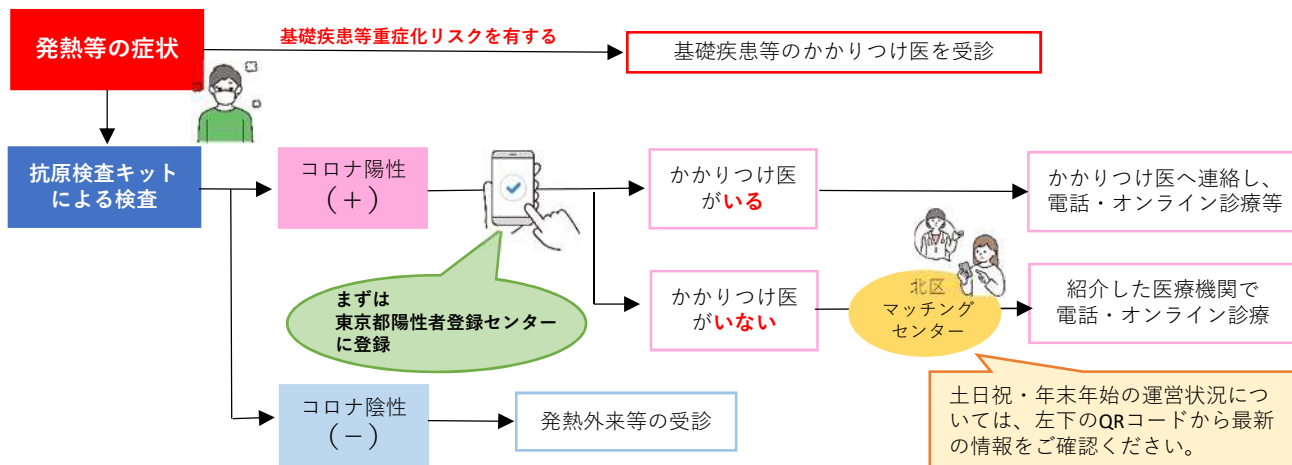 発熱等の症状
基礎疾患等重症化リスクを有する
基礎疾患等のかかりつけ医を受診
抗原検査キット
による検査
コロナ陽性
（＋）
まずは
東京都陽性者登録センター
に登録
かかりつけ医
がいる
かかりつけ医へ連絡し、
電話・オンライン診療等
かかりつけ医
がいない
北区
マッチング
センター
紹介した医療機関で
電話・オンライン診療
土日祝・年末年始の運営状況につ
いては、左下のQRコードから最新
の情報をご確認ください。
コロナ陰性
（－）
発熱外来等の受診